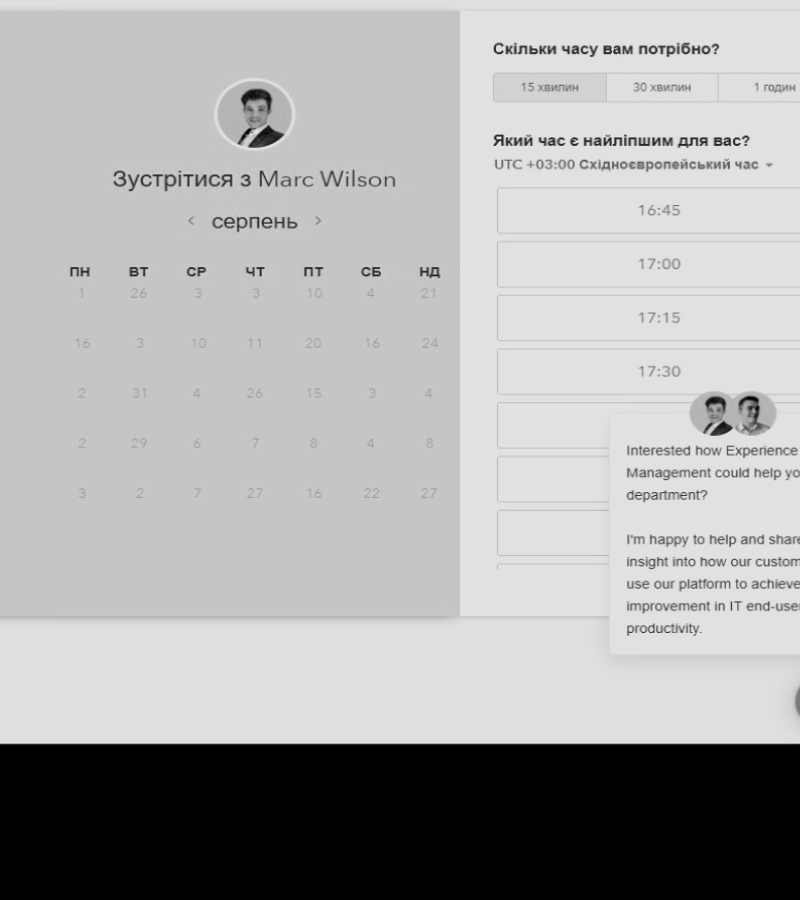 Зустрітися з Marc Wilson
< серпень >
ПН ВТ СР ЧТ ПТ СБ НД
1 26 3 3 10 4 21
16 3 10 11 20 16 24
2 31 4 26 15 3 4
2 29 6 7 8 4 8
3 2 7 27 16 22 27
Скільки часу вам потрібно?
15 хвилин 30 хвилин 1 годин
Який час є найліпшим для вас?
UTC +03:00 Східноєвропейський час
16:45
17:00
17:15
17:30
Interested how Experience
Management could help yo
department?
I'm happy to help and share
insight into how our custom
use our platform to achieve
improvement in IT end-use
productivity.